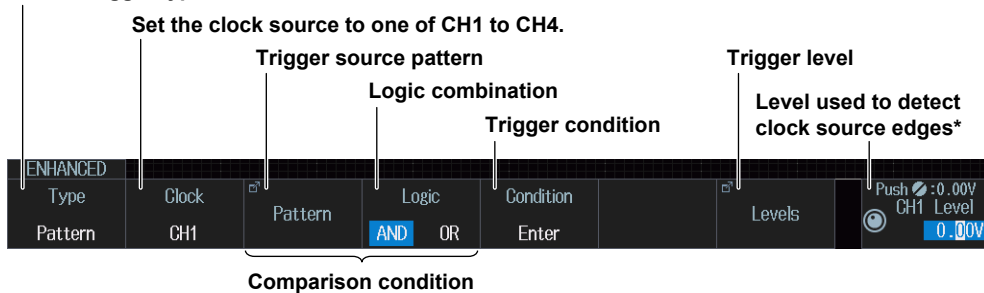 Set the clock source to one of CH1 to CH4.
Trigger source pattern
Trigger level
Logic combination
Level used to detect
clock source edges*
Trigger condition
ENHANCED
Type
Clock
Pattern
Logic
Condition
Levels
Push :0.00V
CH1 Level
Pattern
CH1
AND OR
Enter
0.00V
Comparison condition